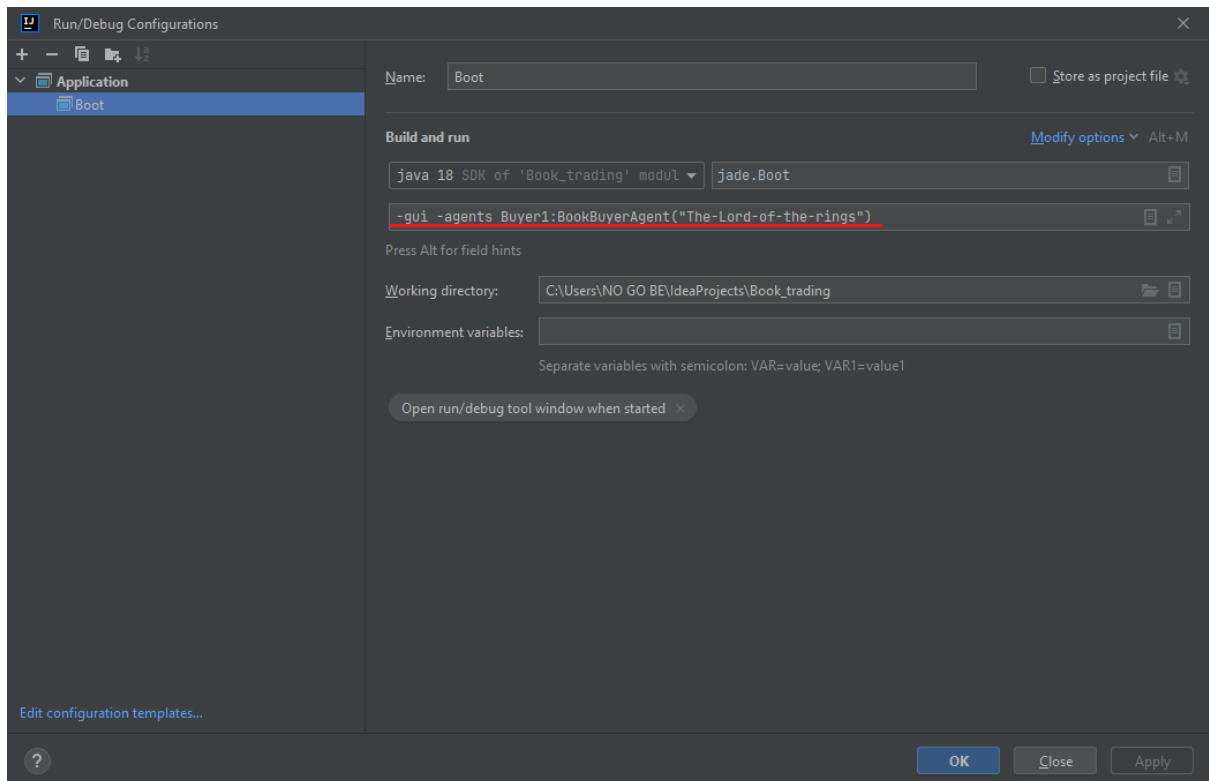 Run/Debug Configurations
Application
Boot
Name: Boot
Store as project file
Build and run
Modify options Alt+M
java 18 SDK of 'Book_trading' modul
jade.Boot
-gui -agents Buyer1:BookBuyerAgent("The-Lord-of-the-rings")
Press Alt for field hints
Working directory: C:\Users\NO GO BE\IdeaProjects\Book_trading
Environment variables:
Separate variables with semicolon: VAR=value; VAR1=value1
Open run/debug tool window when started ×
Edit configuration templates...
?
OK Close Apply